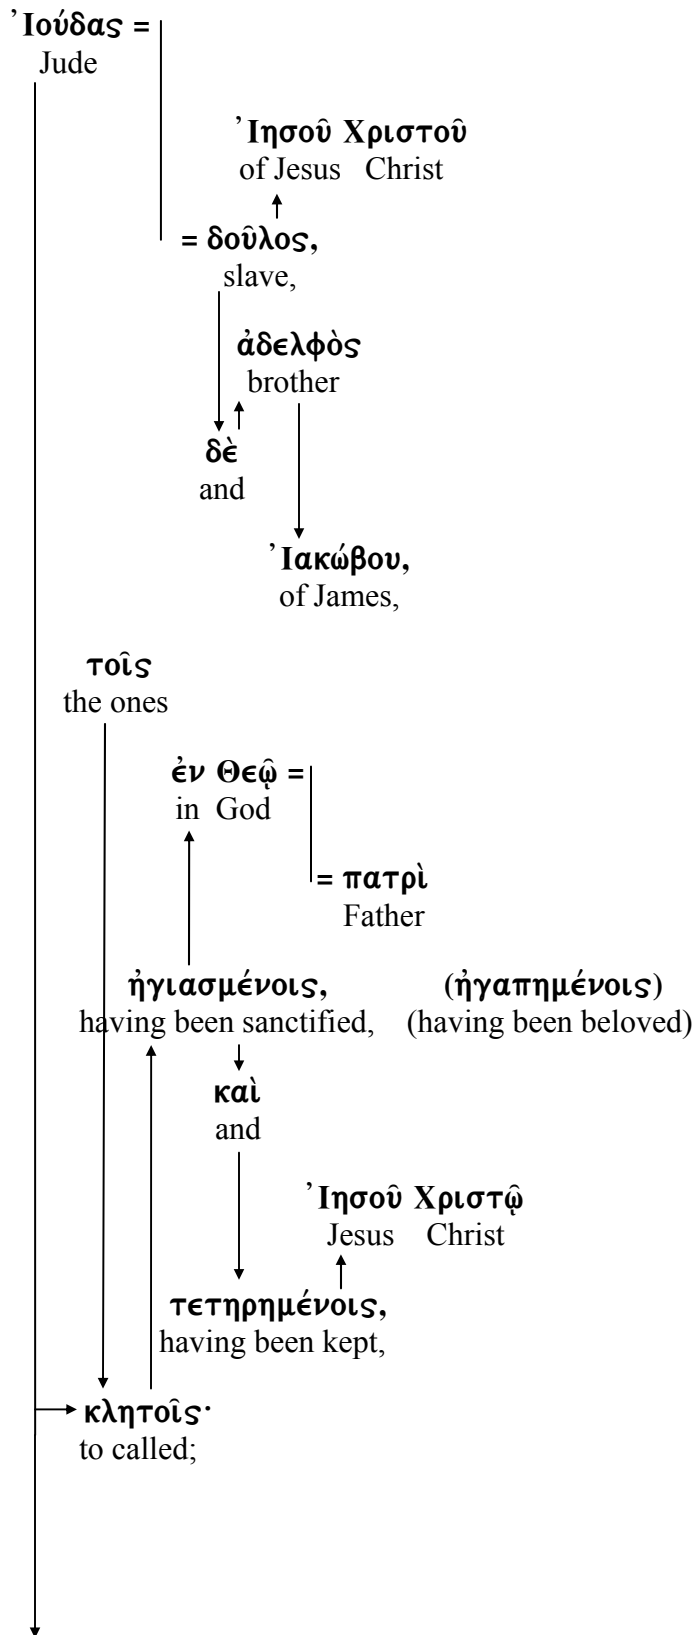 Ἰούδας =
Jude
Ἰησοῦ Χριστοῦ
of Jesus Christ
= δοῦλος,
slave,
ἀδελφὸς
brother
δὲ
and
Ἰακώβου,
of James,
τοῖς
the ones
ἐν Θεῷ =
in God
= πατρὶ
Father
ἡγιασμένοις, (ἠγαπημένοις)
having been sanctified, (having been beloved)
καὶ
and
Ἰησοῦ Χριστῷ
Jesus Christ
τετηρημένοις,
having been kept,
κλητοῖς·
to called;